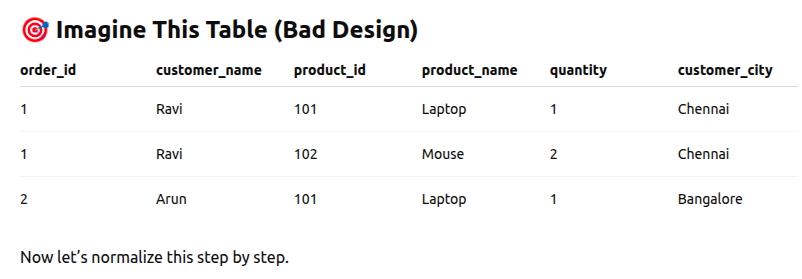 🎯 Imagine This Table (Bad Design)
order_id customer_name product_id product_name quantity customer_city
1 Ravi 101 Laptop 1 Chennai
1 Ravi 102 Mouse 2 Chennai
2 Arun 101 Laptop 1 Bangalore
Now let’s normalize this step by step.